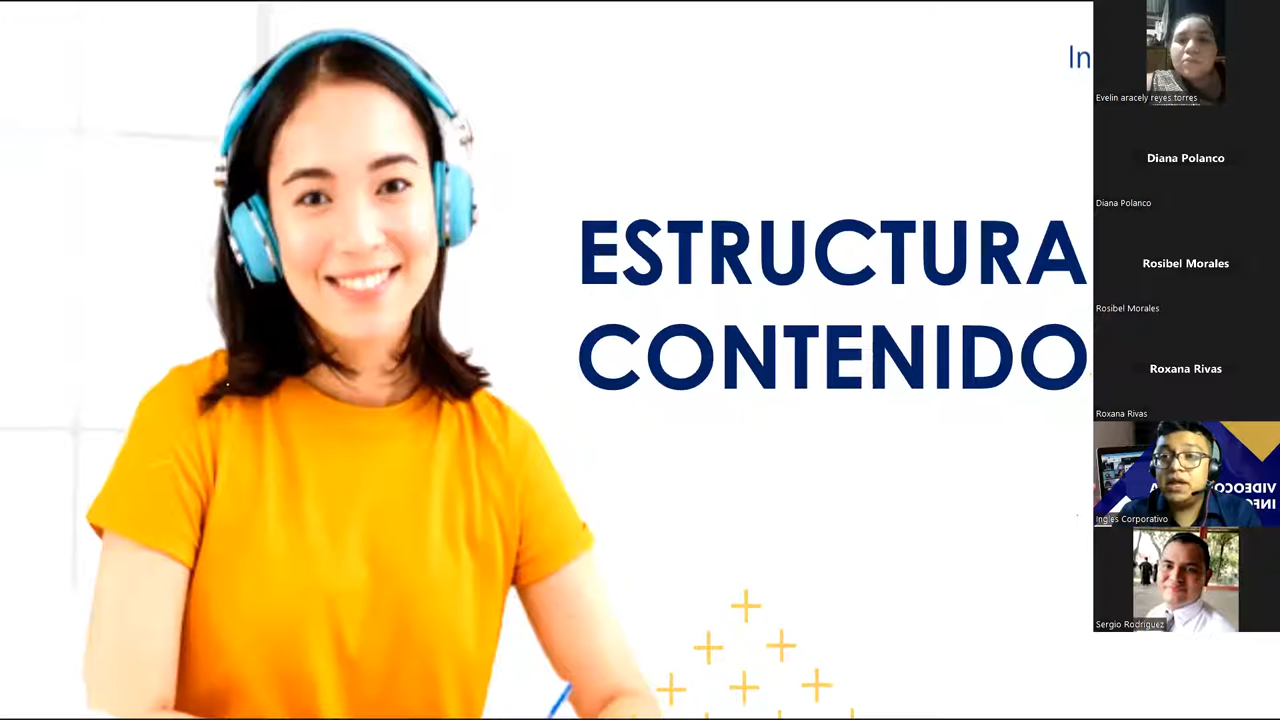 In
ESTRUCTURA
CONTENIDO
Evelin aracely reyes torres
Diana Polanco
Diana Polanco
Rosibel Morales
Rosibel Morales
Roxana Rivas
Roxana Rivas
VIDEOCO
INF
Ingles Corporativo
Sergio Rodriguez